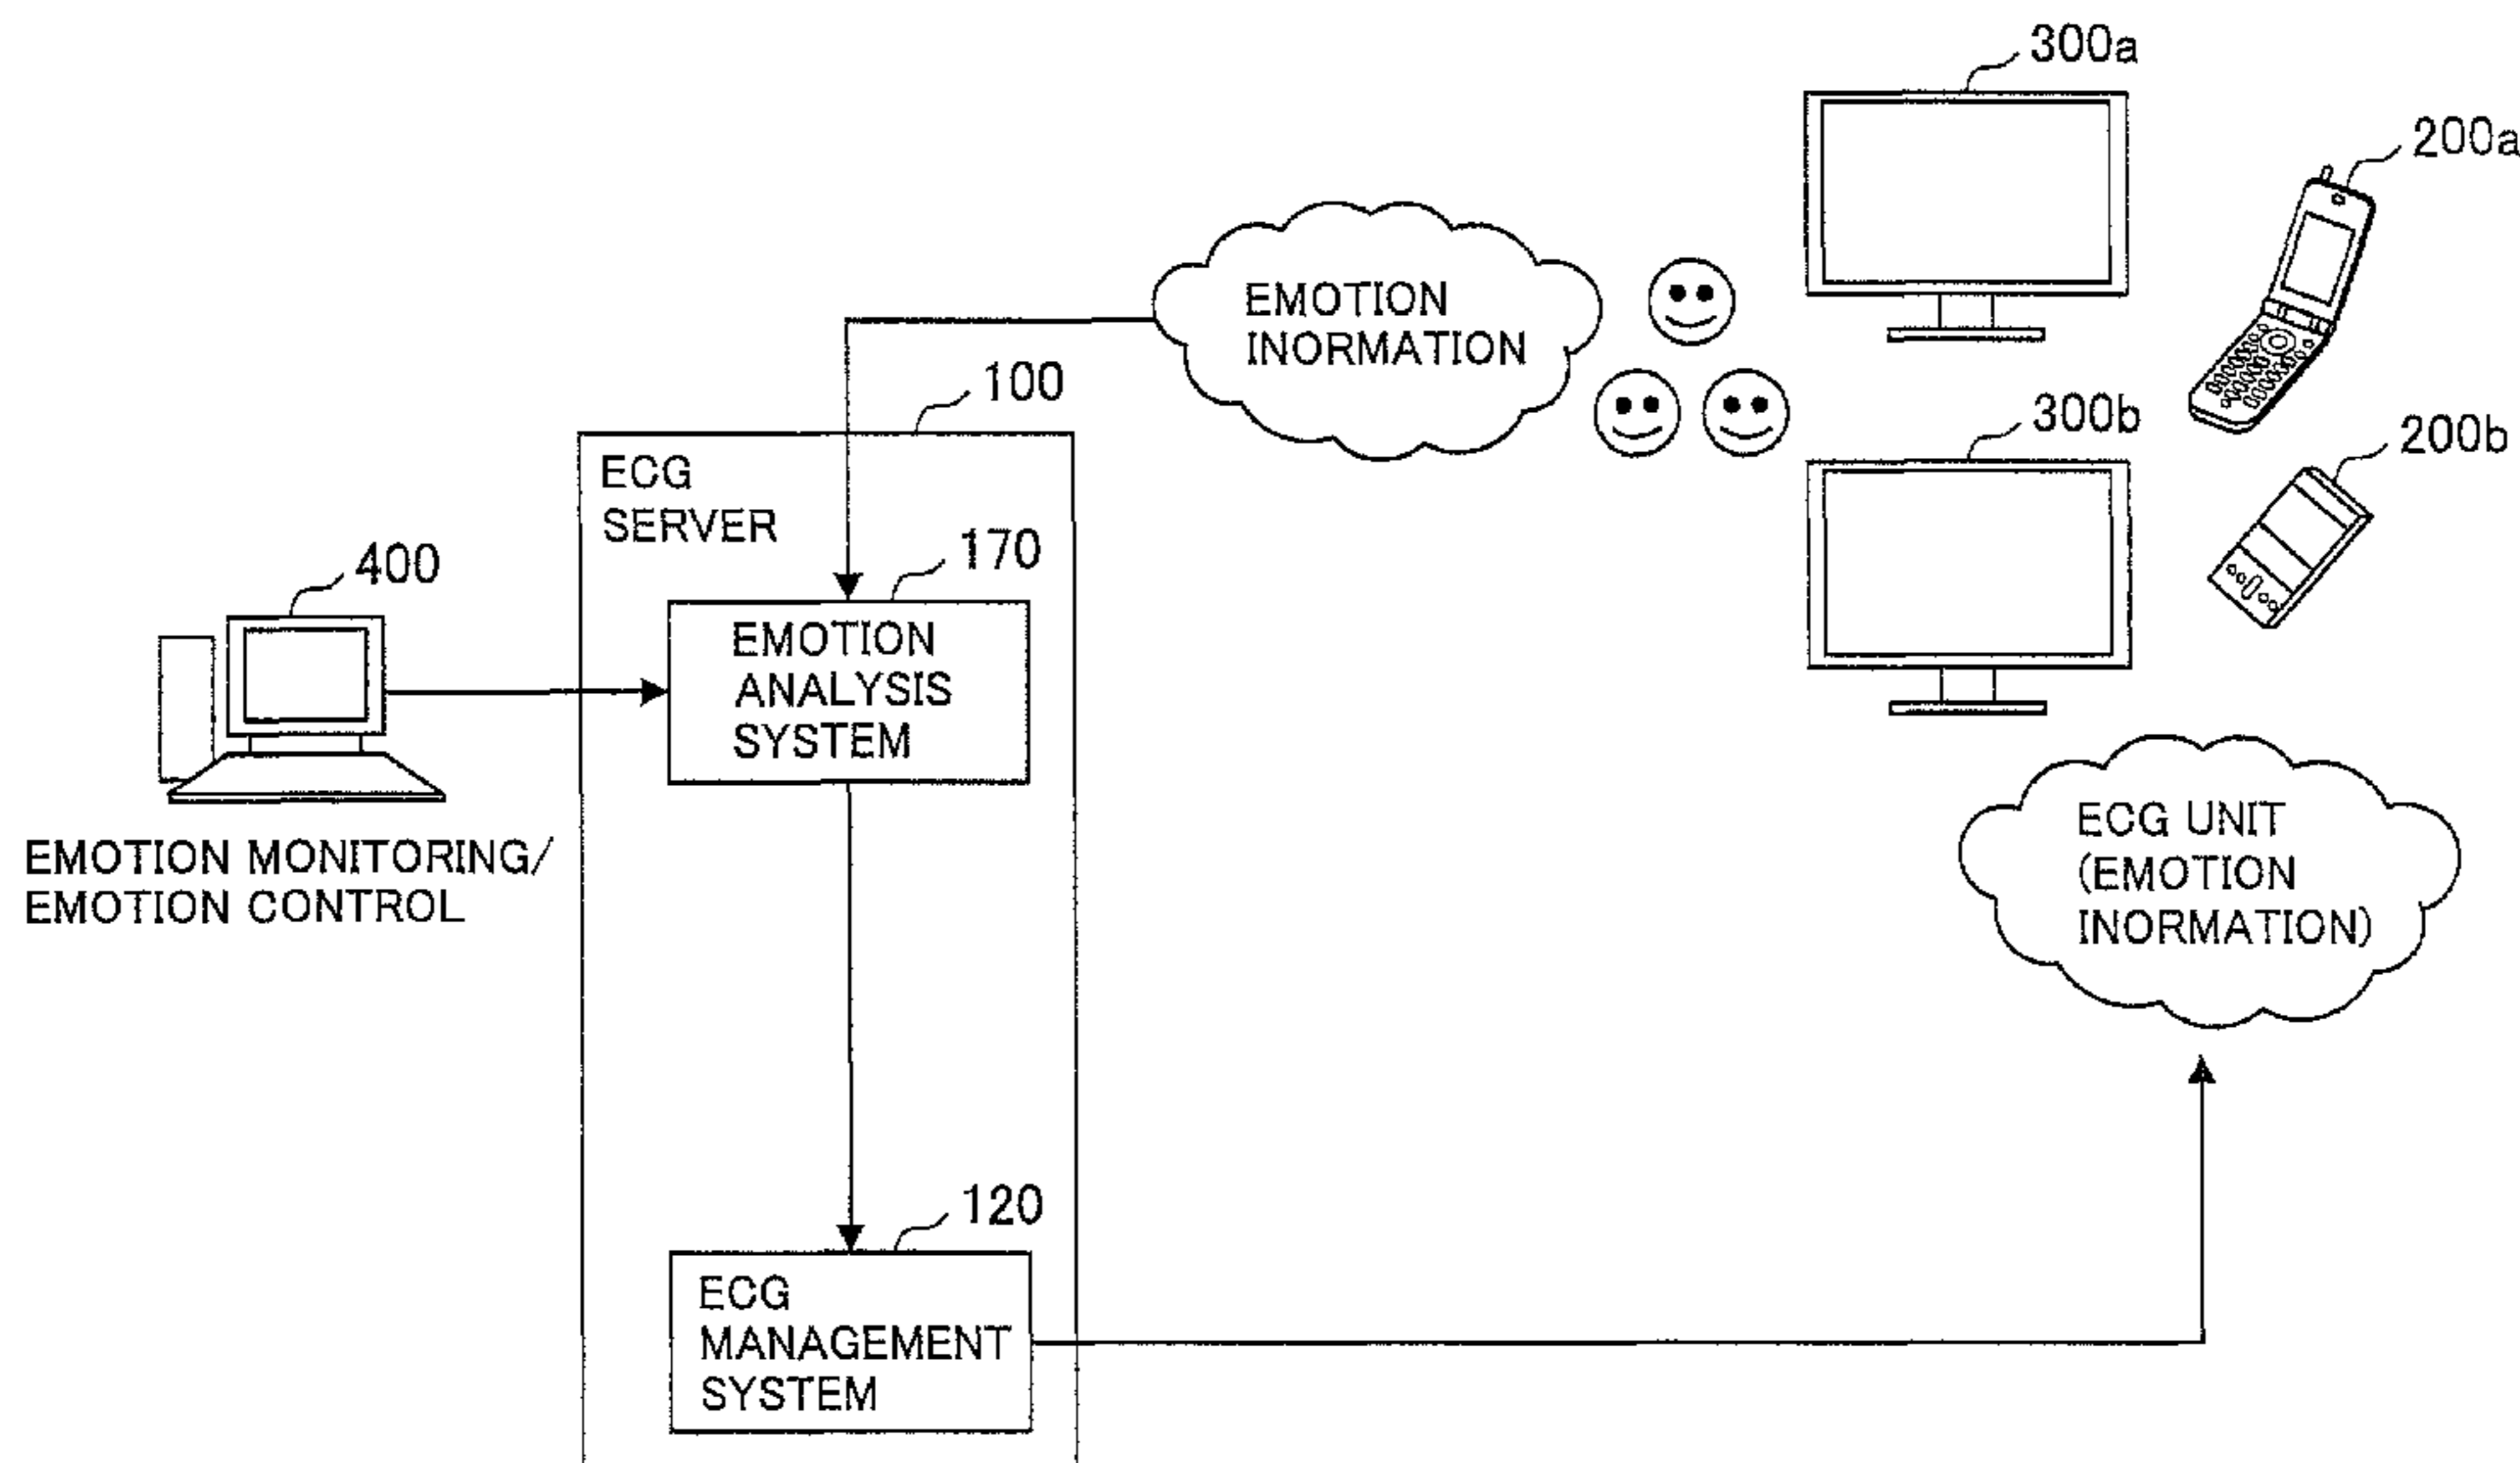 300a
200a
EMOTION
INORMATION
100
300b
200b
ECG
SERVER
170
400
EMOTION
ANALYSIS
SYSTEM
EMOTION MONITORING/
EMOTION CONTROL
ECG UNIT
(EMOTION
INORMATION)
120
ECG
MANAGEMENT
SYSTEM